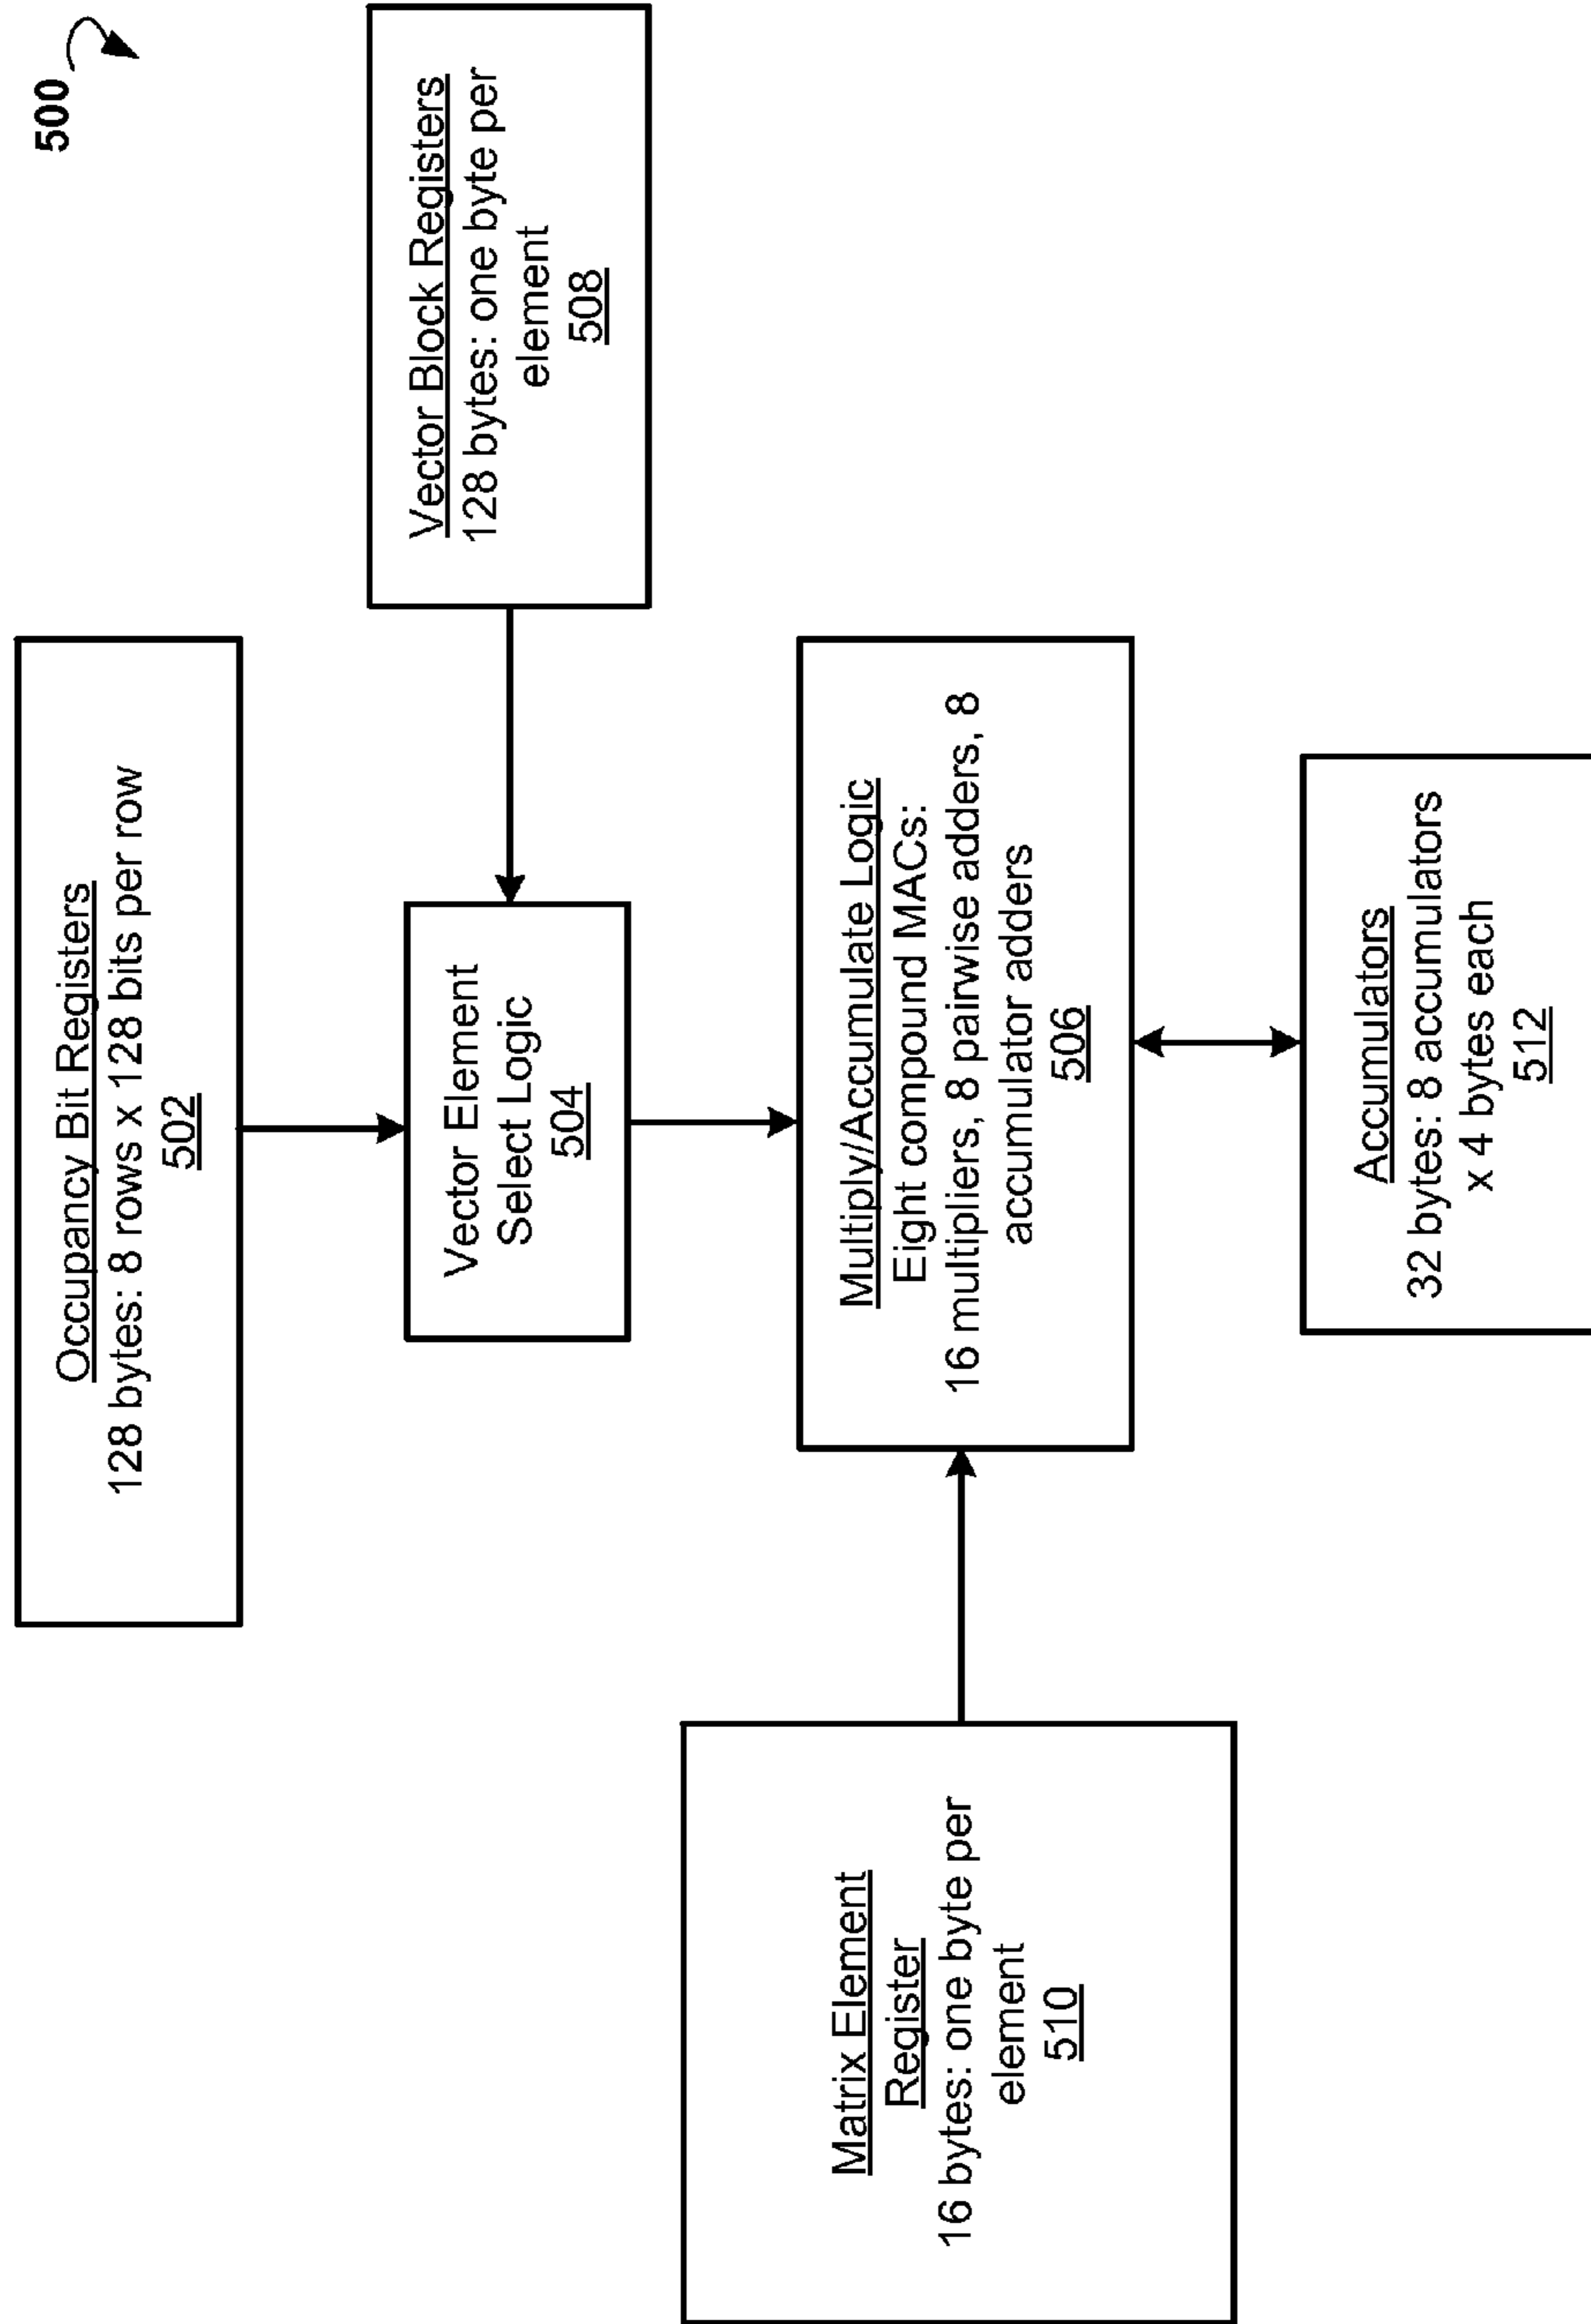 500
Occupancy Bit Registers
128 bytes: 8 rows x 128 bits per row
502
Vector Block Registers
128 bytes: one byte per
element
508
Vector Element
Select Logic
504
Multiply/Accumulate Logic
Eight compound MACs:
16 multipliers, 8 pairwise adders, 8
accumulator adders
506
Matrix Element
Register
16 bytes: one byte per
element
510
Accumulators
32 bytes: 8 accumulators
x 4 bytes each
512